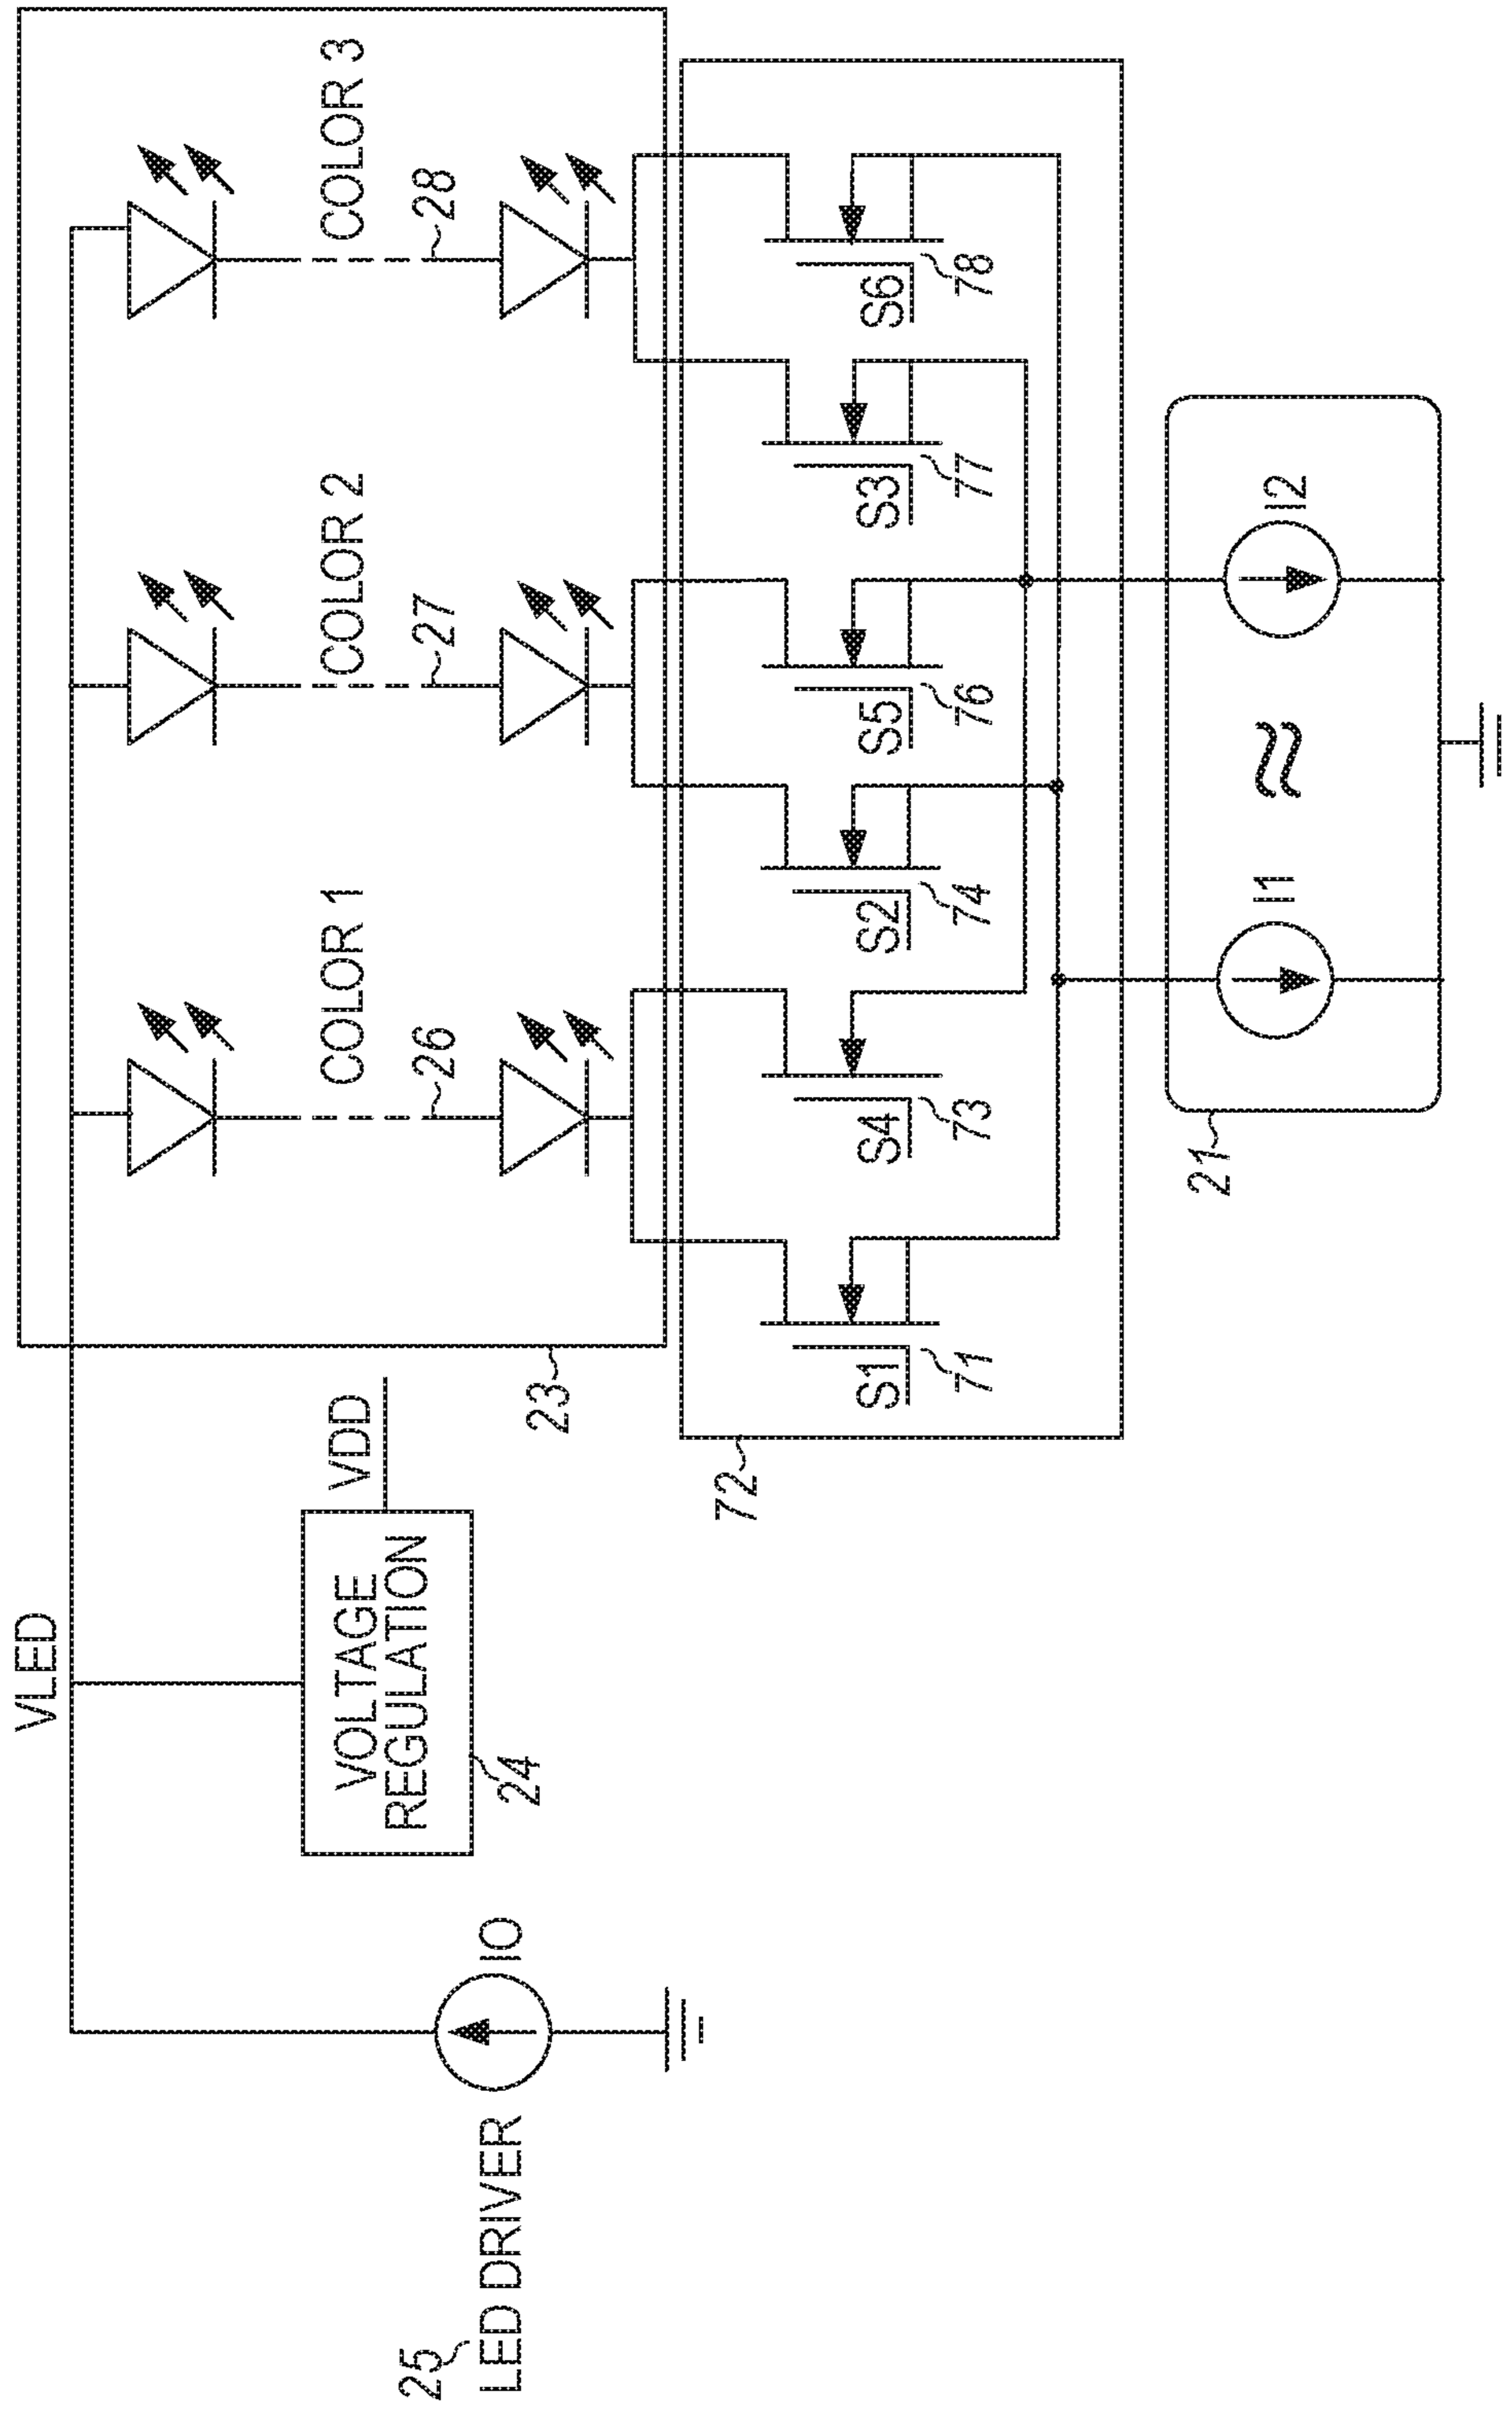 VLED
25
LED DRIVER
IO
VOLTAGE
REGULATION
24
VDD
23
COLOR 1
26
COLOR 2
27
COLOR 3
28
72
S1
71
S4
73
S2
74
S5
76
S3
77
S6
78
21
I1
≈
I2